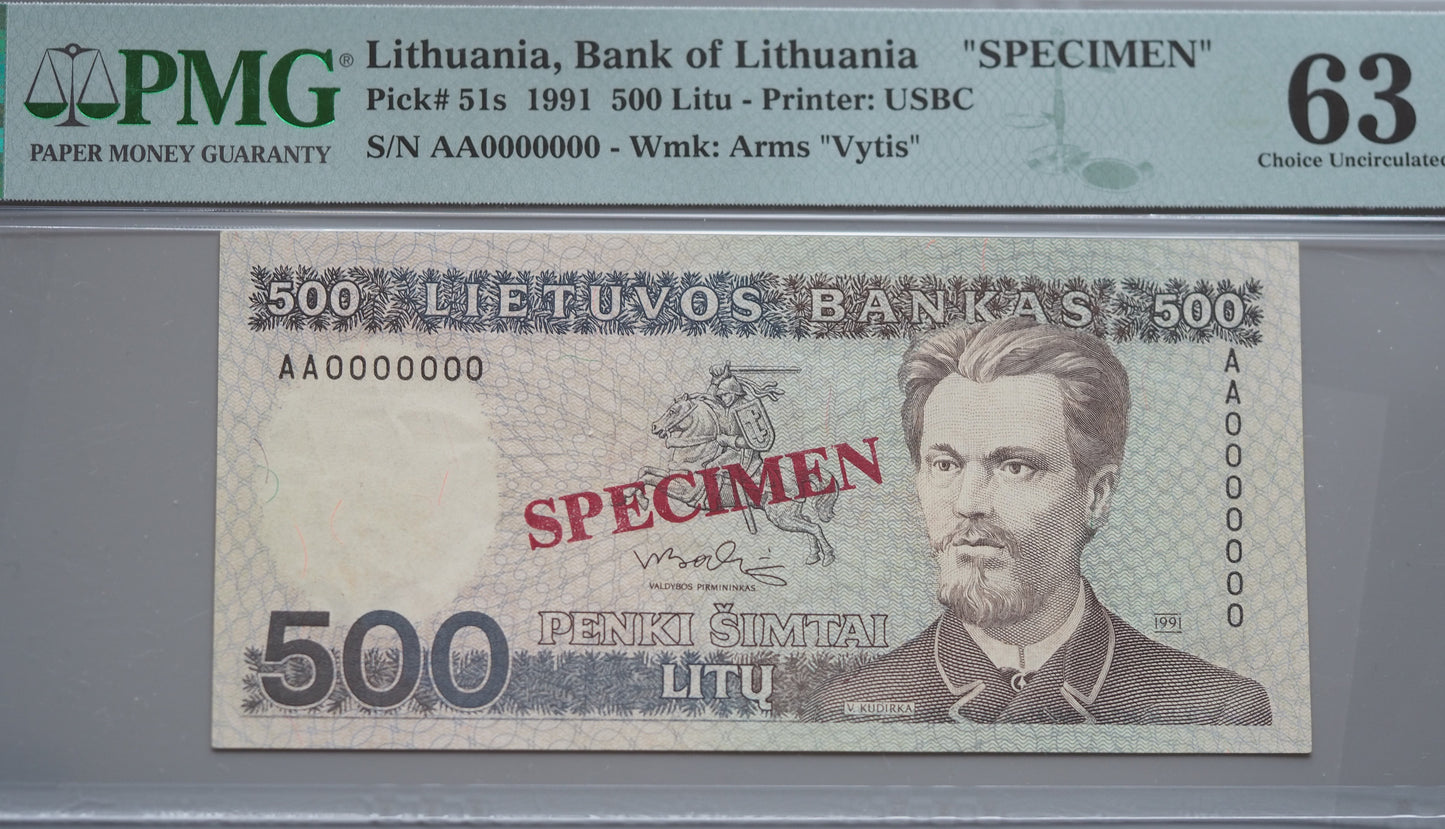 PMG®
PAPER MONEY GUARANTY
Lithuania, Bank of Lithuania "SPECIMEN"
Pick# 51s 1991 500 Litu - Printer: USBC
S/N AA0000000 - Wmk: Arms "Vytis"
63
Choice Uncirculated
500 LIETUVOS BANKAS 500
AA0000000
AA0000000
SPECIMEN
VALDYBOS PIRMININKAS
500
PENKI ŠIMTAI
LITŲ
1991
V. KUDIRKA